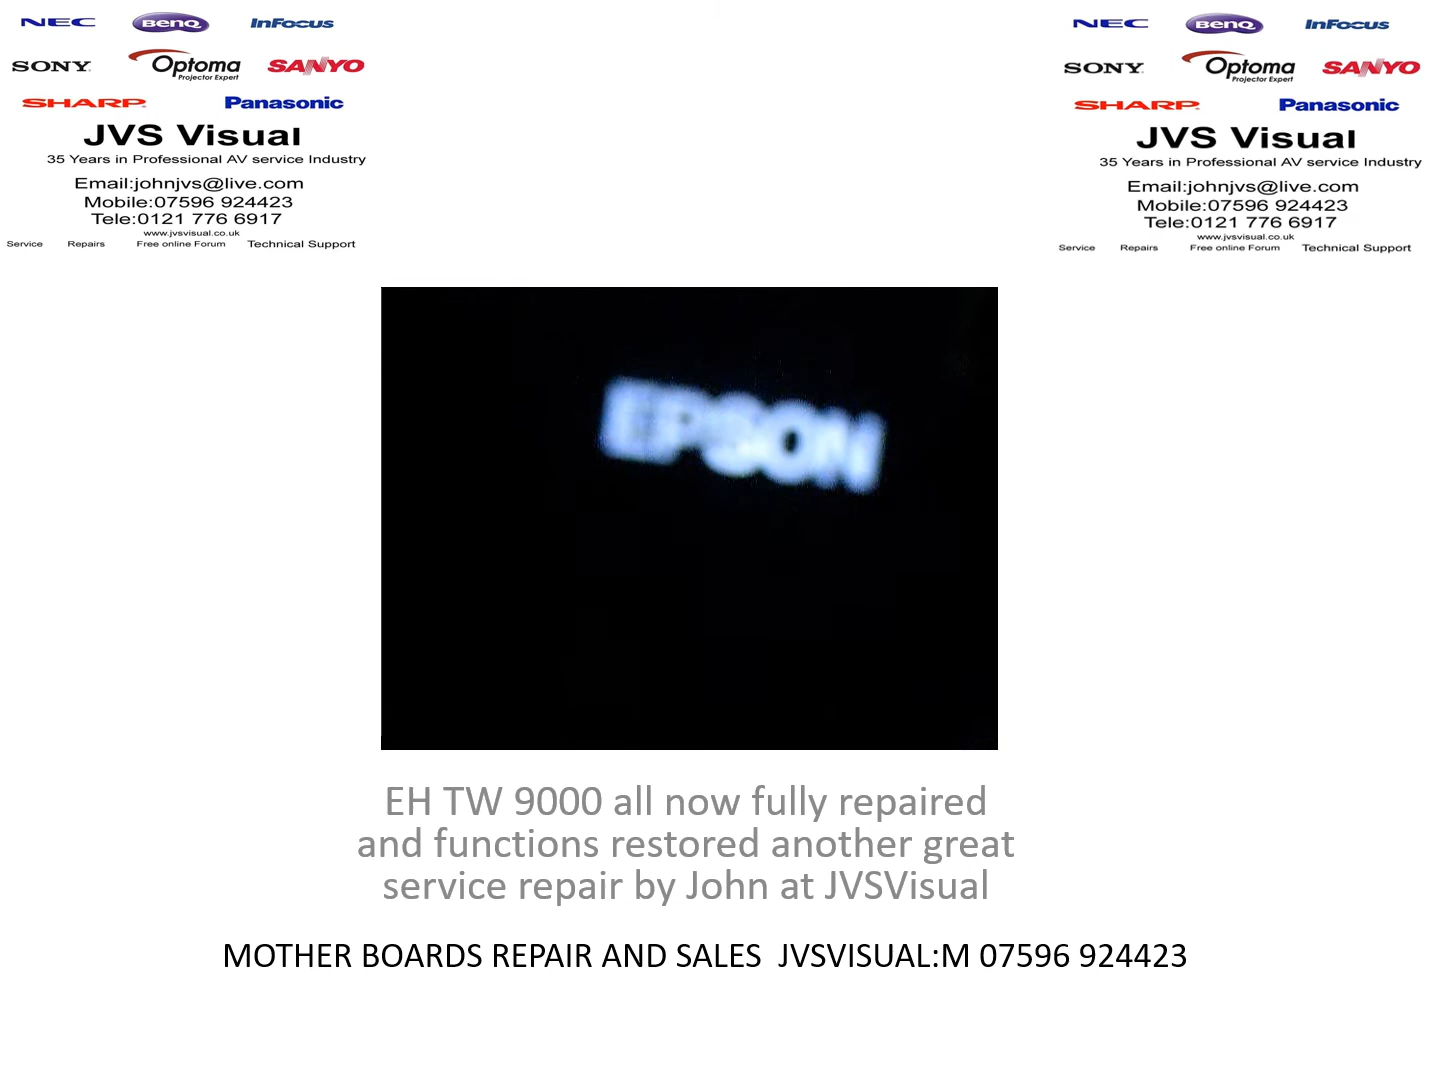 NEC BenQ InFocus
SONY Optoma SANYO
Projector Expert
SHARP Panasonic
JVS Visual
35 Years in Professional AV service Industry
Email:johnjvs@live.com
Mobile:07596 924423
Tele:0121 776 6917
www.jvsvisual.co.uk
Service Repairs Free online Forum Technical Support
NEC BenQ InFocus
SONY Optoma SANYO
Projector Expert
SHARP Panasonic
JVS Visual
35 Years in Professional AV service Industry
Email:johnjvs@live.com
Mobile:07596 924423
Tele:0121 776 6917
www.jvsvisual.co.uk
Service Repairs Free online Forum Technical Support
EPSON
EH TW 9000 all now fully repaired
and functions restored another great
service repair by John at JVSVisual
MOTHER BOARDS REPAIR AND SALES JVSVISUAL:M 07596 924423